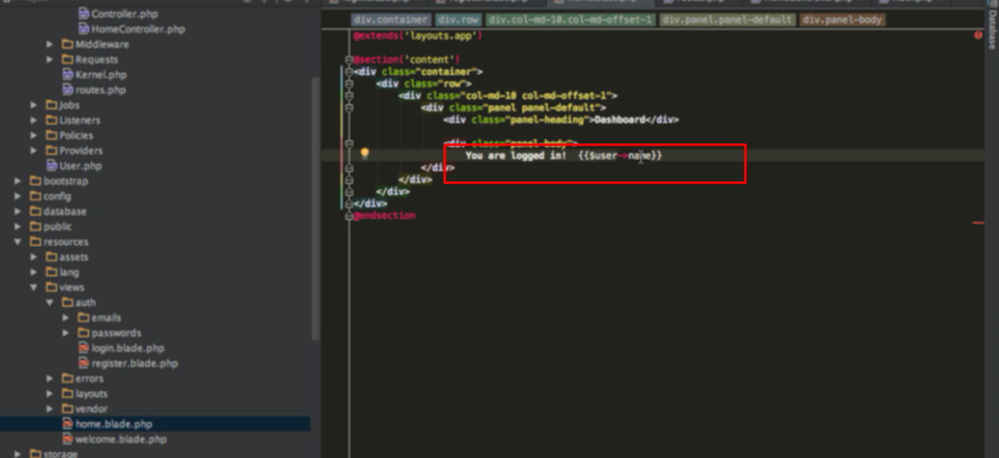 Controller.php
HomeController.php
Middleware
Requests
Kernel.php
routes.php
Jobs
Listeners
Policies
Providers
User.php
bootstrap
config
database
public
resources
assets
lang
views
auth
emails
passwords
login.blade.php
register.blade.php
errors
layouts
vendor
home.blade.php
welcome.blade.php
storage
div.container div.row div.col-md-10.col-md-offset-1 div.panel.panel-default div.panel-body
@extends('layouts.app')
@section('content')
<div class="container">
<div class="row">
<div class="col-md-10 col-md-offset-1">
<div class="panel panel-default">
<div class="panel-heading">Dashboard</div>
<div class="panel-body">
You are logged in! {{$user->name}}
</div>
</div>
</div>
</div>
@endsection
Database